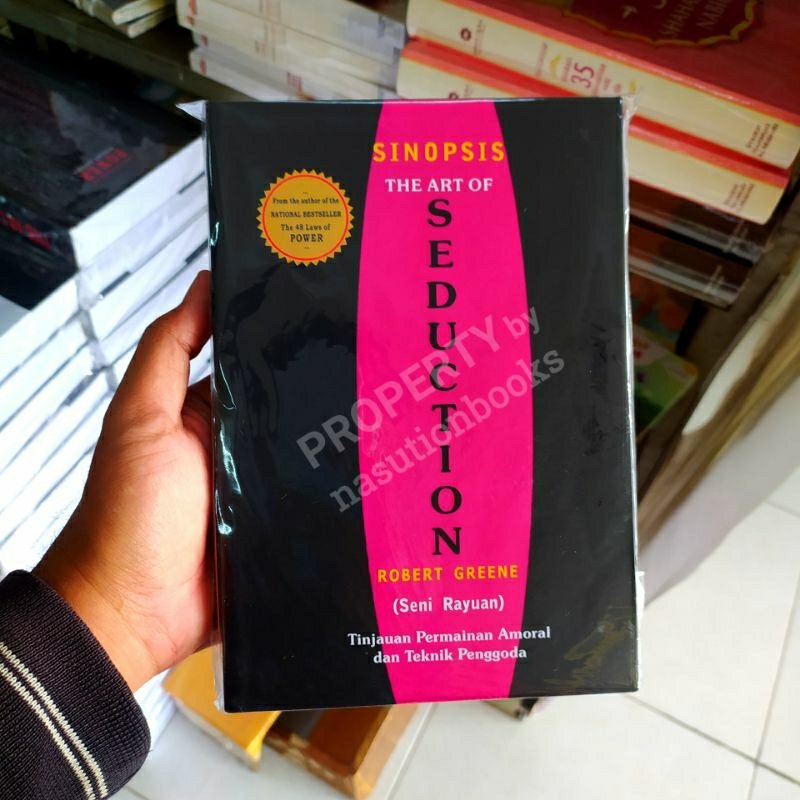 SINOPSIS
THE ART OF
SEDUCTION
From the author of the
NATIONAL BESTSELLER
The 48 Laws of
POWER
ROBERT GREENE
(Seni Rayuan)
Tinjauan Permainan Amoral
dan Teknik Penggoda
PROPERTY by
nasutionbooks
35